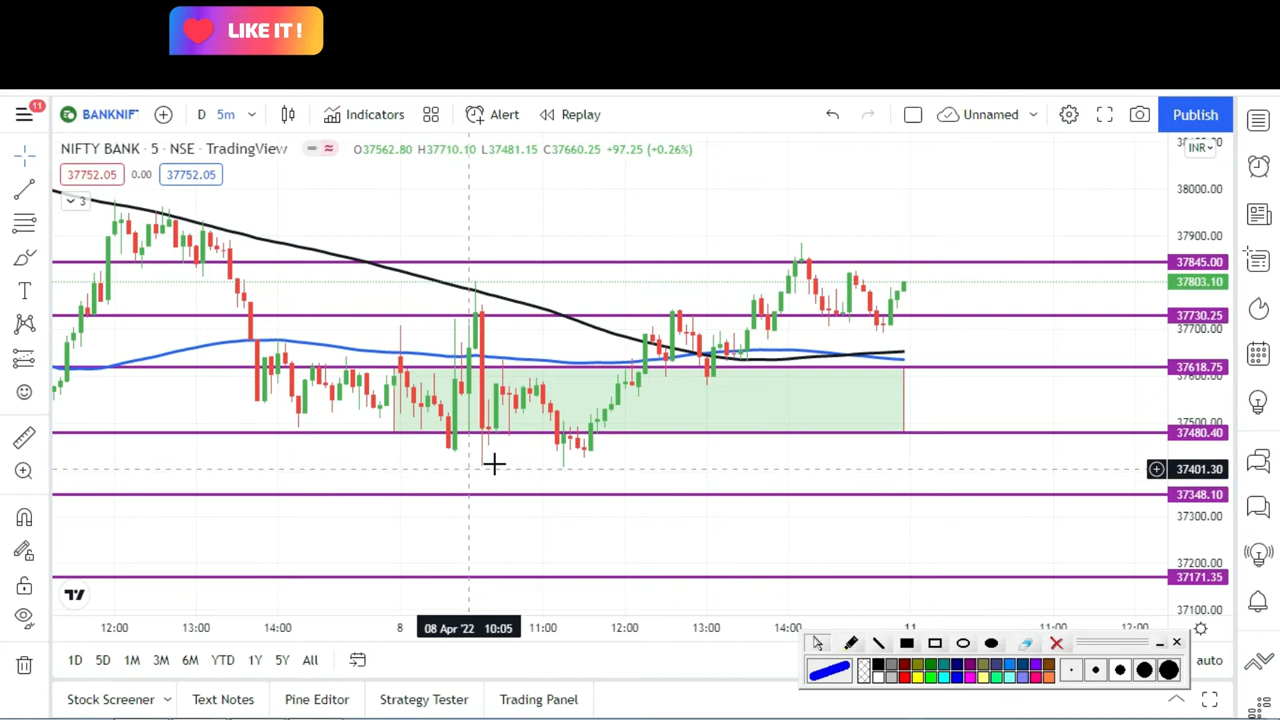 LIKE IT !
11
BANKNIF
D
5m
Indicators
Alert
Replay
Unnamed
Publish
NIFTY BANK · 5 · NSE · TradingView
O37562.80 H37710.10 L37481.15 C37660.25 +97.25 (+0.26%)
INR
37752.05
0.00
37752.05
3
38000.00
37900.00
37845.00
37803.10
37730.25
37700.00
37618.75
37600.00
37500.00
37480.40
37401.30
37348.10
37300.00
37200.00
37171.35
37100.00
12:00
13:00
14:00
8
08 Apr '22 10:05
11:00
12:00
13:00
14:00
11
11:00
12:00
1D
5D
1M
3M
6M
YTD
1Y
5Y
All
auto
Stock Screener
Text Notes
Pine Editor
Strategy Tester
Trading Panel